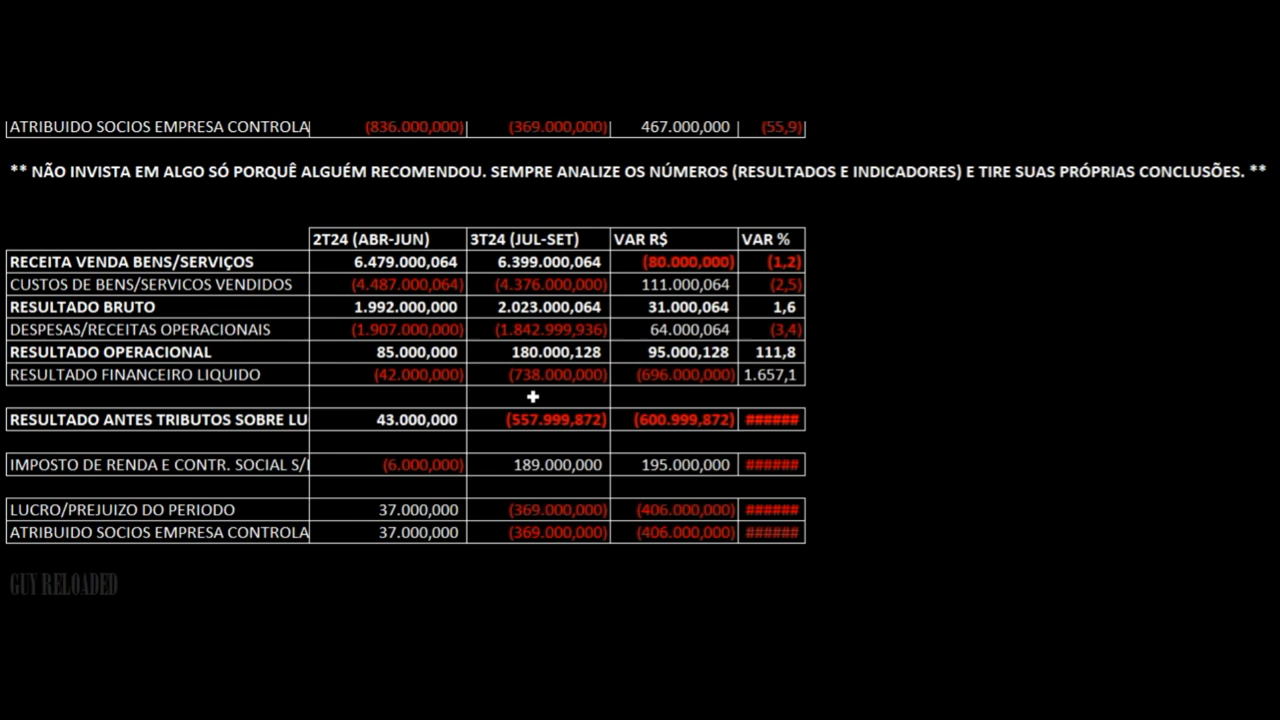 ATRIBUIDO SOCIOS EMPRESA CONTROLA (836.000,000) (369.000,000) 467.000,000 (55,9)
** NÃO INVISTA EM ALGO SÓ PORQUÊ ALGUÉM RECOMENDOU. SEMPRE ANALIZE OS NÚMEROS (RESULTADOS E INDICADORES) E TIRE SUAS PRÓPRIAS CONCLUSÕES. **
2T24 (ABR-JUN) 3T24 (JUL-SET) VAR R$ VAR %
RECEITA VENDA BENS/SERVIÇOS 6.479.000,064 6.399.000,064 (80.000,000) (1,2)
CUSTOS DE BENS/SERVICOS VENDIDOS (4.487.000,064) (4.376.000,000) 111.000,064 (2,5)
RESULTADO BRUTO 1.992.000,000 2.023.000,064 31.000,064 1,6
DESPESAS/RECEITAS OPERACIONAIS (1.907.000,000) (1.842.999,936) 64.000,064 (3,4)
RESULTADO OPERACIONAL 85.000,000 180.000,128 95.000,128 111,8
RESULTADO FINANCEIRO LIQUIDO (42.000,000) (738.000,000) (696.000,000) 1.657,1
RESULTADO ANTES TRIBUTOS SOBRE LU 43.000,000 (557.999,872) (600.999,872) ######
IMPOSTO DE RENDA E CONTR. SOCIAL S/ (6.000,000) 189.000,000 195.000,000 ######
LUCRO/PREJUIZO DO PERIODO 37.000,000 (369.000,000) (406.000,000) ######
ATRIBUIDO SOCIOS EMPRESA CONTROLA 37.000,000 (369.000,000) (406.000,000) ######
GUY RELOADED